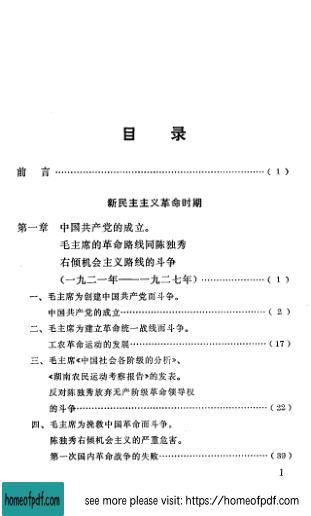 目 录
前 言……………………………………………………( 1 )
新民主主义革命时期
第一章 中国共产党的成立。
毛主席的革命路线同陈独秀
右倾机会主义路线的斗争
(一九二一年——一九二七年)………………( 1 )
一、毛主席为创建中国共产党而斗争。
中国共产党的成立……………………………………( 2 )
二、毛主席为建立革命统一战线而斗争。
工农革命运动的发展…………………………………(17)
三、毛主席《中国社会各阶级的分析》、
《湖南农民运动考察报告》的发表。
反对陈独秀放弃无产阶级革命领导权
的斗争…………………………………………………(22)
四、毛主席为挽救中国革命而斗争。
陈独秀右倾机会主义的严重危害。
第一次国内革命战争的失败…………………………(39)
1
homeofpdf.com
see more please visit: https://homeofpdf.com